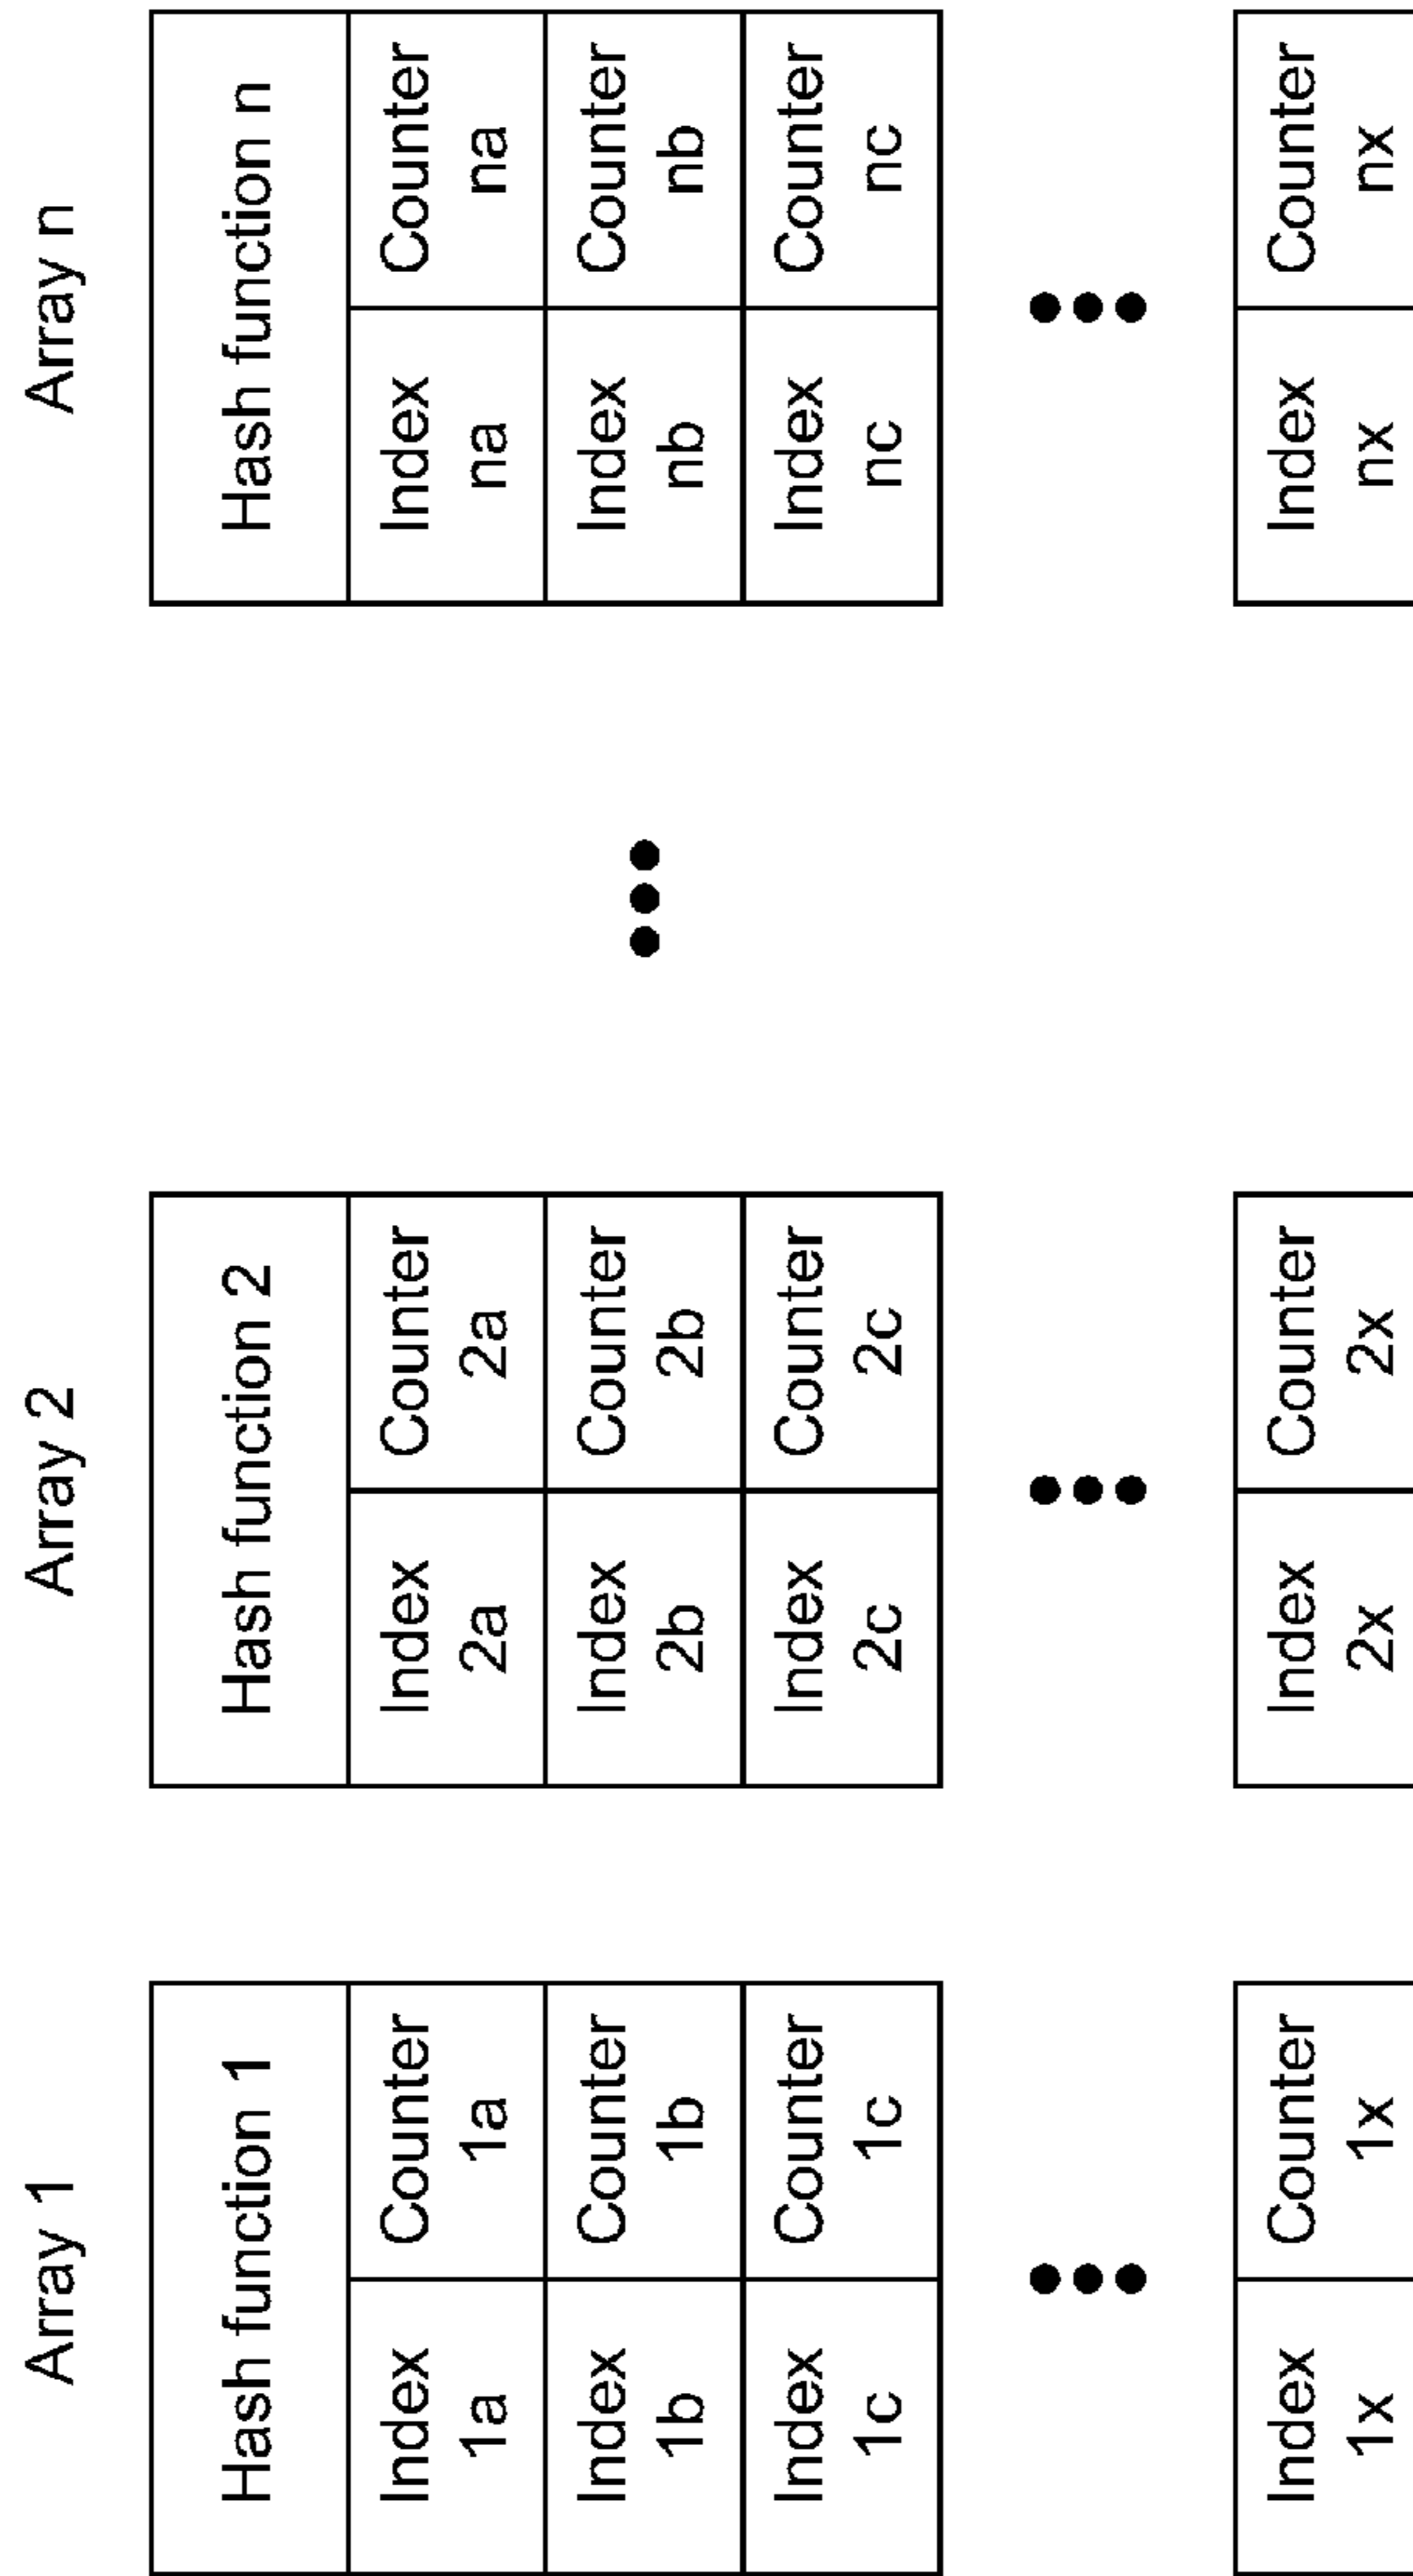 Array 1
Hash function 1
Index
1a
Counter
1a
Index
1b
Counter
1b
Index
1c
Counter
1c
Index
1x
Counter
1x
Array 2
Hash function 2
Index
2a
Counter
2a
Index
2b
Counter
2b
Index
2c
Counter
2c
Index
2x
Counter
2x
Array n
Hash function n
Index
na
Counter
na
Index
nb
Counter
nb
Index
nc
Counter
nc
Index
nx
Counter
nx